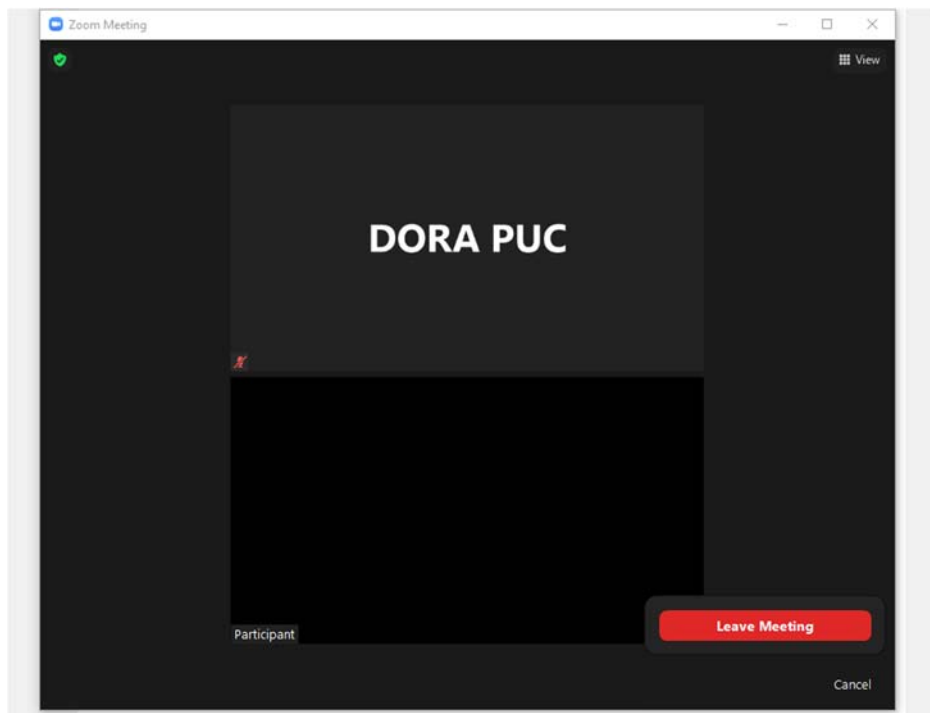 Zoom Meeting
View
DORA PUC
Participant
Leave Meeting
Cancel